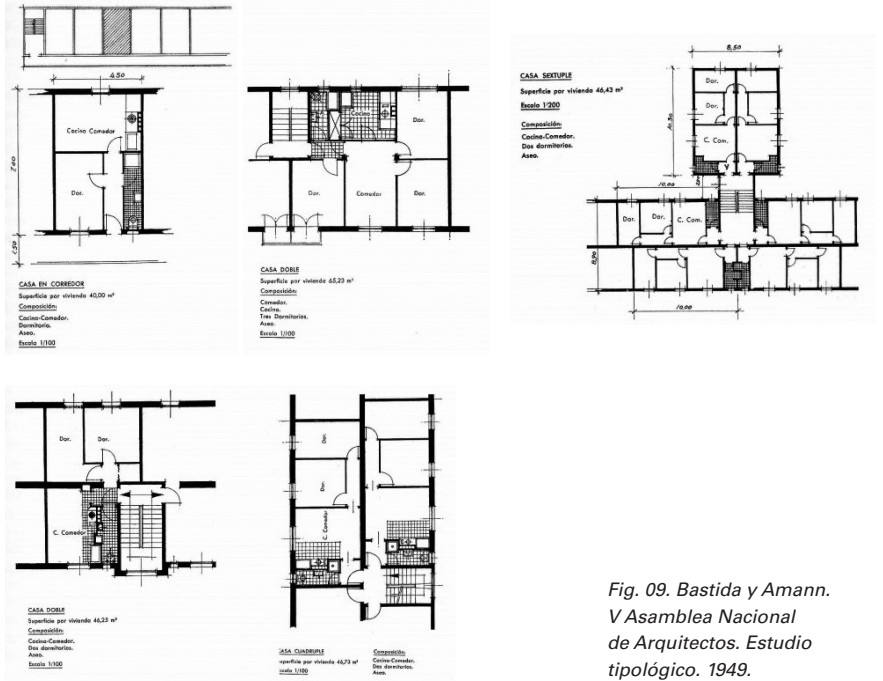 4,50
Cocina Comedor
Dor.
7,60
1,50
CASA EN CORREDOR
Superficie por vivienda 40,00 m²
Composición:
Cocina-Comedor.
Dormitorio.
Aseo.
Escala 1/100
Cocina
Dor.
Dor.
Comedor
Dor.
CASA DOBLE
Superficie por vivienda 65,23 m²
Composición:
Comedor.
Cocina.
Tres Dormitorios.
Aseo.
Escala 1/100
CASA SEXTUPLE
Superficie por vivienda 46,43 m²
Escala 1'200
Composición:
Cocina-Comedor.
Dos dormitorios.
Aseo.
8,50
Dor.
Dor.
C. Com.
V
10,00
Dor.
Dor.
C. Com.
8,90
10,00
Dor.
Dor.
C. Comedor
CASA DOBLE
Superficie por vivienda 46,25 m²
Composición:
Cocina-Comedor.
Dos dormitorios.
Aseo.
Escala 1/100
Dor.
Dor.
C. Comedor
CASA CUADRUPLE
superficie por vivienda 46,73 m²
Escala 1/100
Composición:
Cocina-Comedor.
Dos dormitorios.
Aseo.
Fig. 09. Bastida y Amann.
V Asamblea Nacional
de Arquitectos. Estudio
tipológico. 1949.